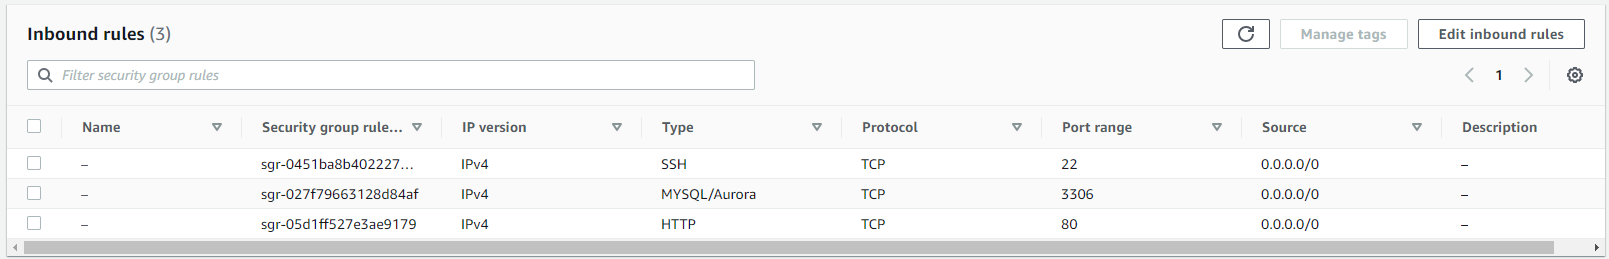 Inbound rules (3)
Manage tags
Edit inbound rules
Filter security group rules
1
Name Security group rule... IP version Type Protocol Port range Source Description
– sgr-0451ba8b402227... IPv4 SSH TCP 22 0.0.0.0/0 –
– sgr-027f79663128d84af IPv4 MYSQL/Aurora TCP 3306 0.0.0.0/0 –
– sgr-05d1ff527e3ae9179 IPv4 HTTP TCP 80 0.0.0.0/0 –